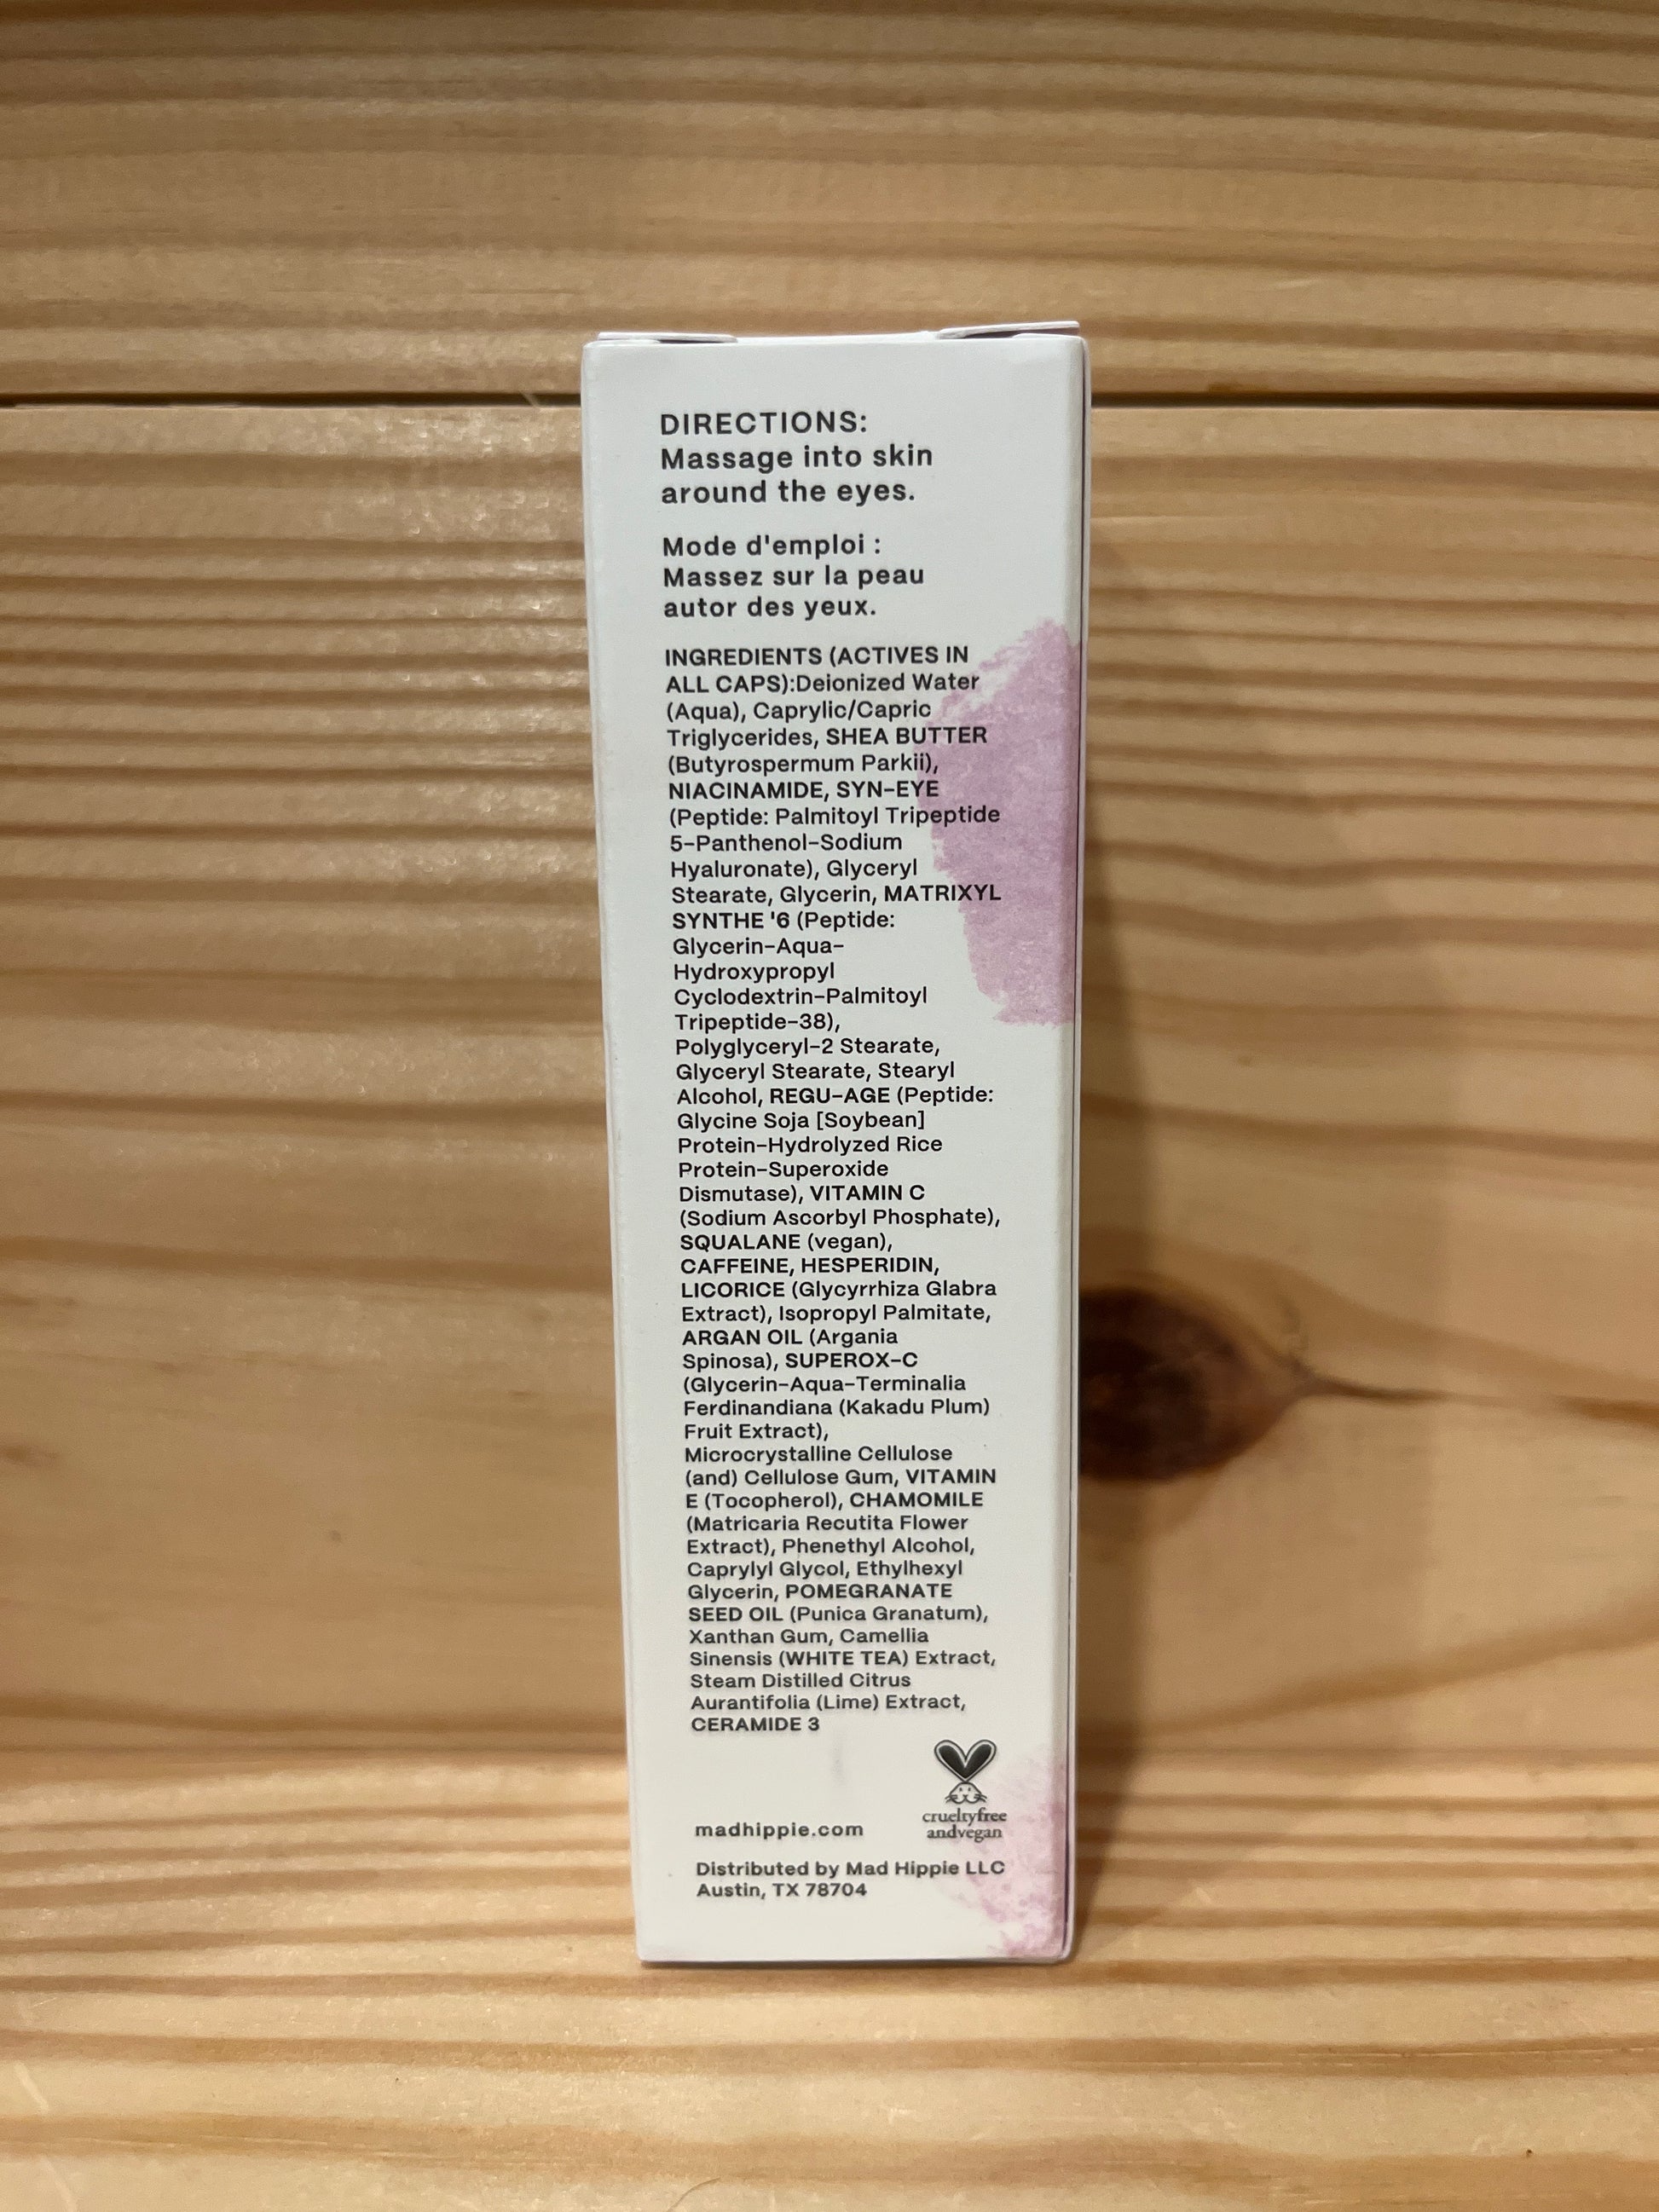 DIRECTIONS:
Massage into skin
around the eyes.
Mode d'emploi :
Massez sur la peau
autor des yeux.
INGREDIENTS (ACTIVES IN
ALL CAPS):Deionized Water
(Aqua), Caprylic/Capric
Triglycerides, SHEA BUTTER
(Butyrospermum Parkii),
NIACINAMIDE, SYN-EYE
(Peptide: Palmitoyl Tripeptide
5-Panthenol-Sodium
Hyaluronate), Glyceryl
Stearate, Glycerin, MATRIXYL
SYNTHE '6 (Peptide:
Glycerin-Aqua-
Hydroxypropyl
Cyclodextrin-Palmitoyl
Tripeptide-38),
Polyglyceryl-2 Stearate,
Glyceryl Stearate, Stearyl
Alcohol, REGU-AGE (Peptide:
Glycine Soja [Soybean]
Protein-Hydrolyzed Rice
Protein-Superoxide
Dismutase), VITAMIN C
(Sodium Ascorbyl Phosphate),
SQUALANE (vegan),
CAFFEINE, HESPERIDIN,
LICORICE (Glycyrrhiza Glabra
Extract), Isopropyl Palmitate,
ARGAN OIL (Argania
Spinosa), SUPEROX-C
(Glycerin-Aqua-Terminalia
Ferdinandiana (Kakadu Plum)
Fruit Extract),
Microcrystalline Cellulose
(and) Cellulose Gum, VITAMIN
E (Tocopherol), CHAMOMILE
(Matricaria Recutita Flower
Extract), Phenethyl Alcohol,
Caprylyl Glycol, Ethylhexyl
Glycerin, POMEGRANATE
SEED OIL (Punica Granatum),
Xanthan Gum, Camellia
Sinensis (WHITE TEA) Extract,
Steam Distilled Citrus
Aurantifolia (Lime) Extract,
CERAMIDE 3
crueltyfree
andvegan
madhippie.com
Distributed by Mad Hippie LLC
Austin, TX 78704